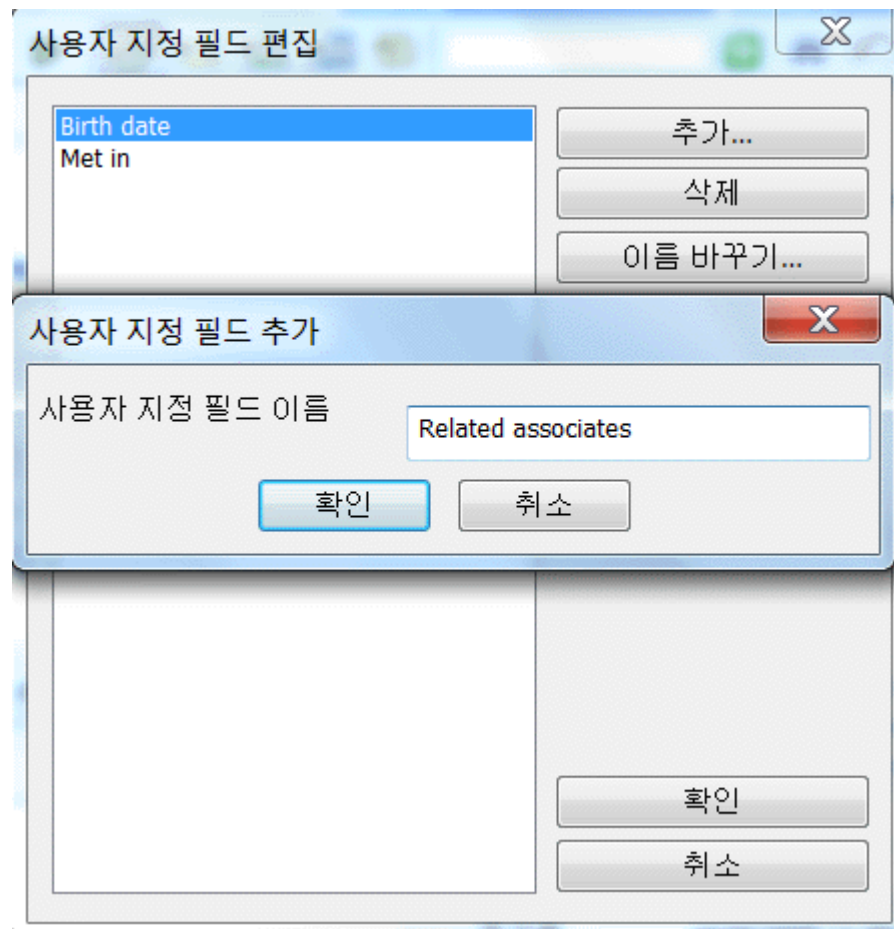 사용자 지정 필드 편집
Birth date
Met in
추가...
삭제
이름 바꾸기...
사용자 지정 필드 추가
사용자 지정 필드 이름
Related associates
확인
취소
확인
취소